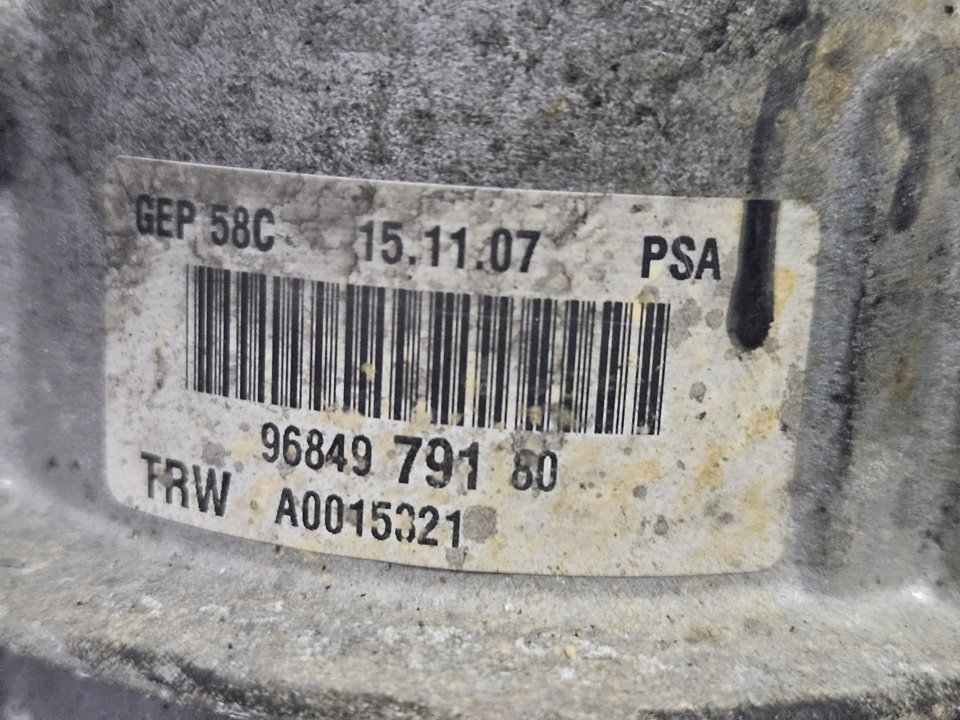 GEP 58C 15.11.07 PSA
96849 791 80
TRW A0015321